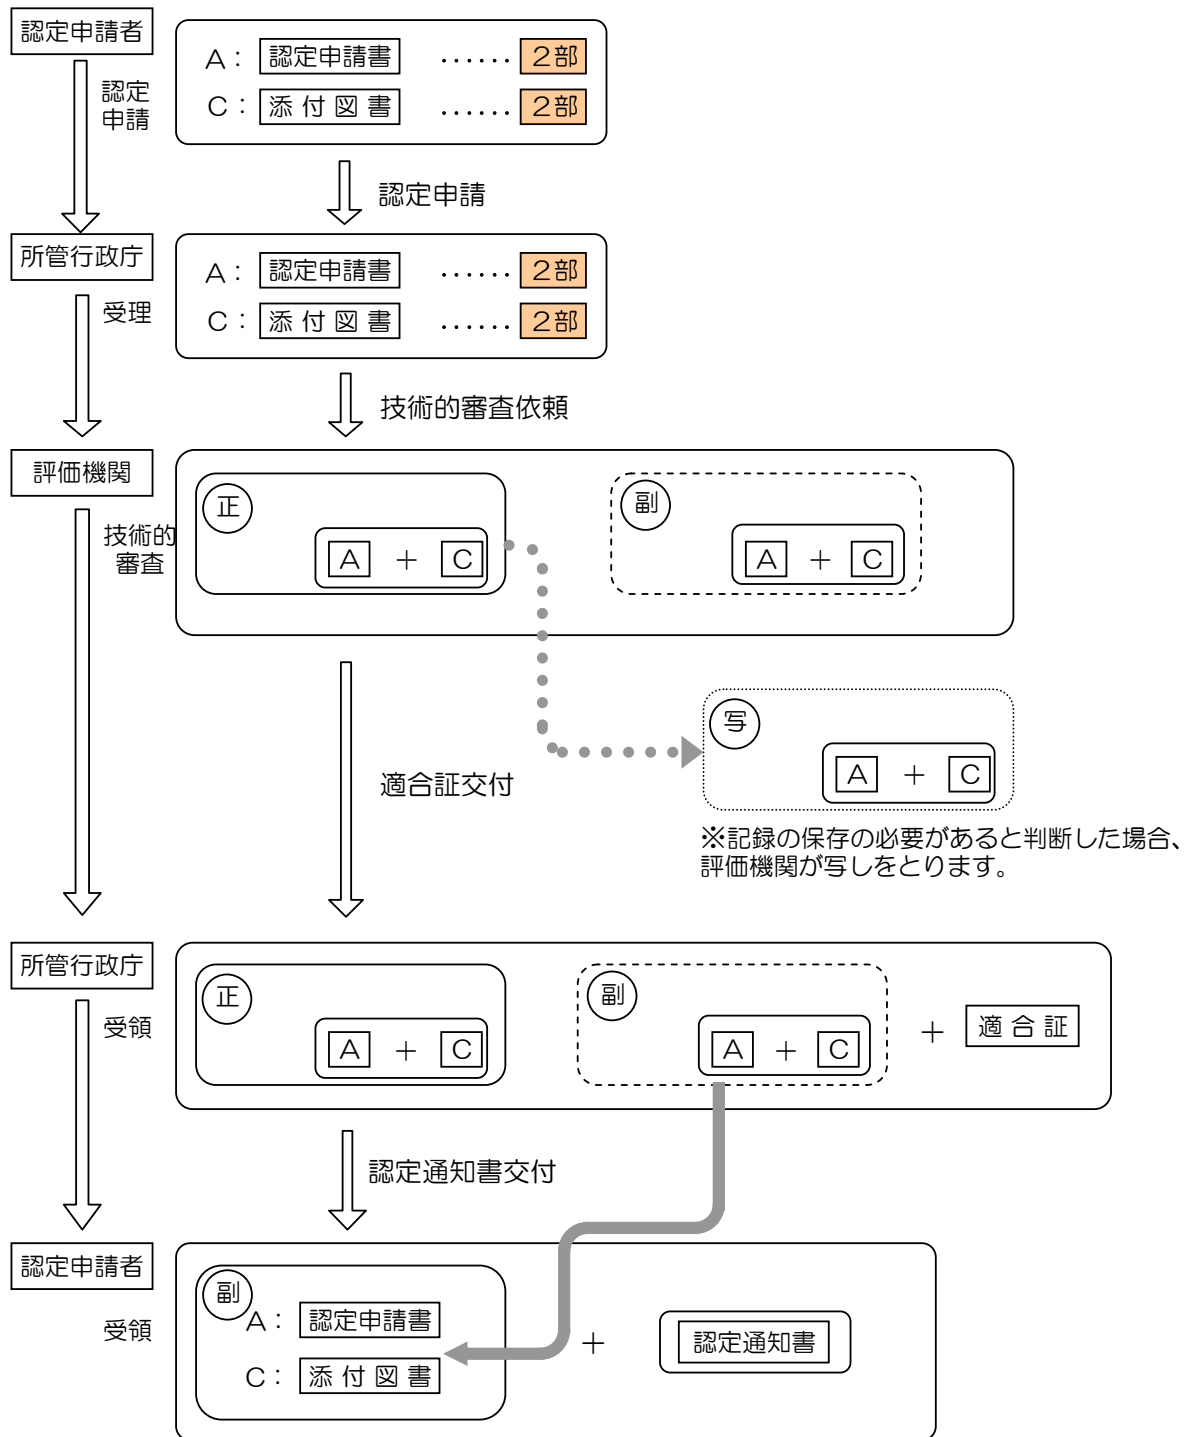 認定申請者
認定
申請
A：認定申請書 …… 2部
C：添付図書 …… 2部
認定申請
所管行政庁
受理
A：認定申請書 …… 2部
C：添付図書 …… 2部
技術的審査依頼
評価機関
技術的
審査
正
A + C
副
A + C
写
A + C
※記録の保存の必要があると判断した場合、
評価機関が写しをとります。
適合証交付
所管行政庁
受領
正
A + C
副
A + C
+ 適合証
認定通知書交付
認定申請者
受領
副
A：認定申請書
C：添付図書
+ 認定通知書